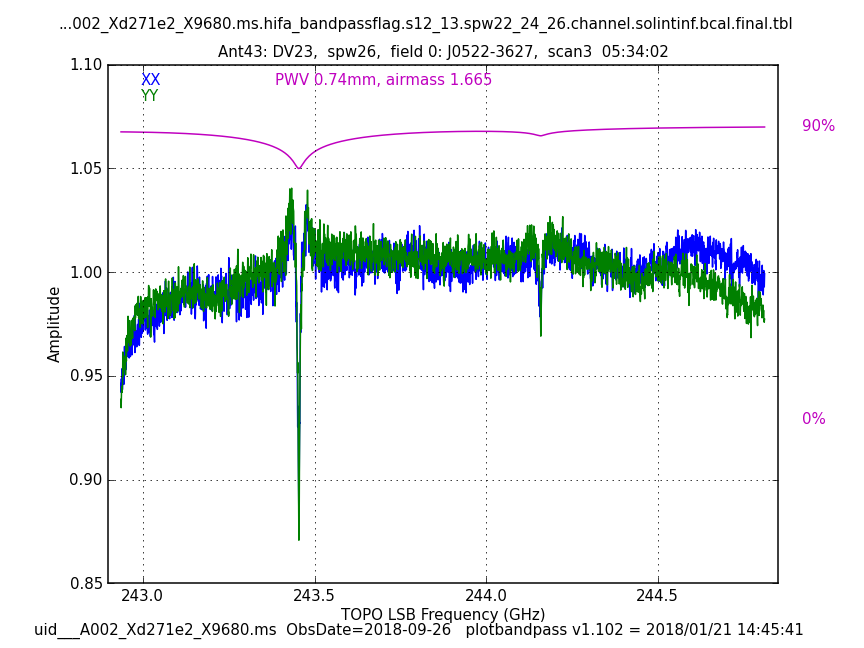 ...002_Xd271e2_X9680.ms.hifa_bandpassflag.s12_13.spw22_24_26.channel.solintinf.bcal.final.tbl
Ant43: DV23, spw26, field 0: J0522-3627, scan3 05:34:02
1.10
XX
PWV 0.74mm, airmass 1.665
YY
90%
1.05
1.00
Amplitude
0.95
0%
0.90
0.85
243.0 243.5 244.0 244.5
TOPO LSB Frequency (GHz)
uid___A002_Xd271e2_X9680.ms ObsDate=2018-09-26 plotbandpass v1.102 = 2018/01/21 14:45:41